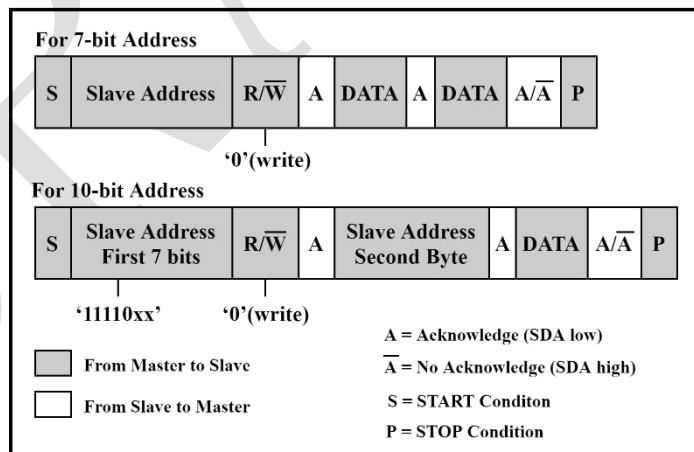 For 7-bit Address
S Slave Address R/W̅ A DATA A DATA A/A̅ P
‘0’(write)
For 10-bit Address
S Slave Address First 7 bits R/W̅ A Slave Address Second Byte A DATA A/A̅ P
‘11110xx’ ‘0’(write)
From Master to Slave
From Slave to Master
A = Acknowledge (SDA low)
A̅ = No Acknowledge (SDA high)
S = START Conditon
P = STOP Condition